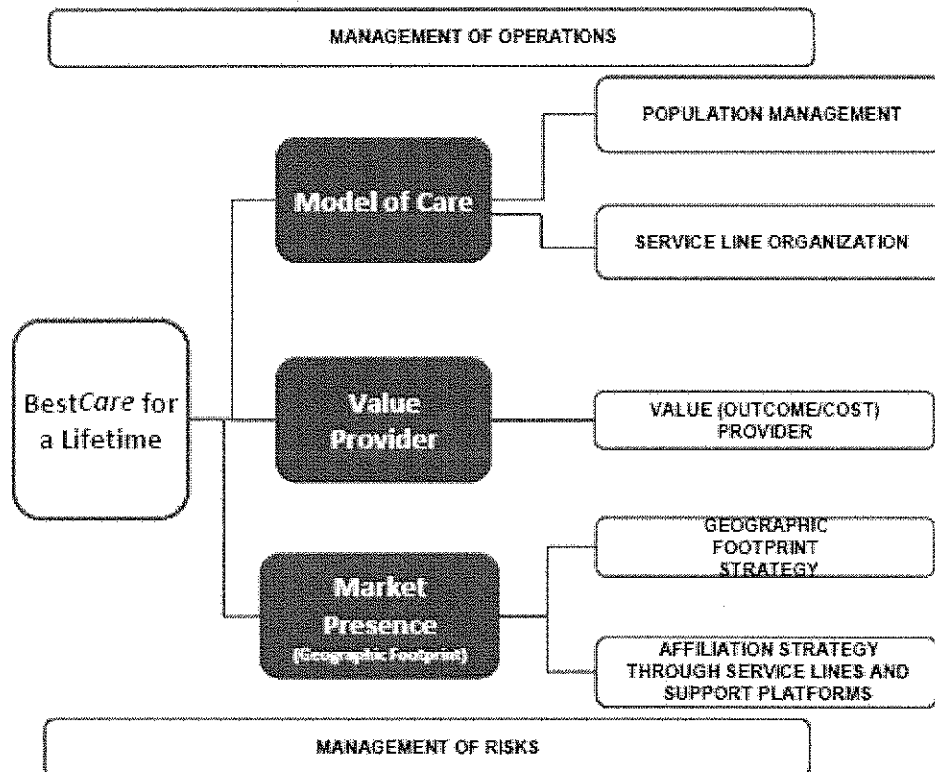 MANAGEMENT OF OPERATIONS
POPULATION MANAGEMENT
Model of Care
SERVICE LINE ORGANIZATION
BestCare for
a Lifetime
Value
Provider
VALUE (OUTCOME/COST)
PROVIDER
Market
Presence
(Geographic Footprint)
GEOGRAPHIC
FOOTPRINT
STRATEGY
AFFILIATION STRATEGY
THROUGH SERVICE LINES AND
SUPPORT PLATFORMS
MANAGEMENT OF RISKS